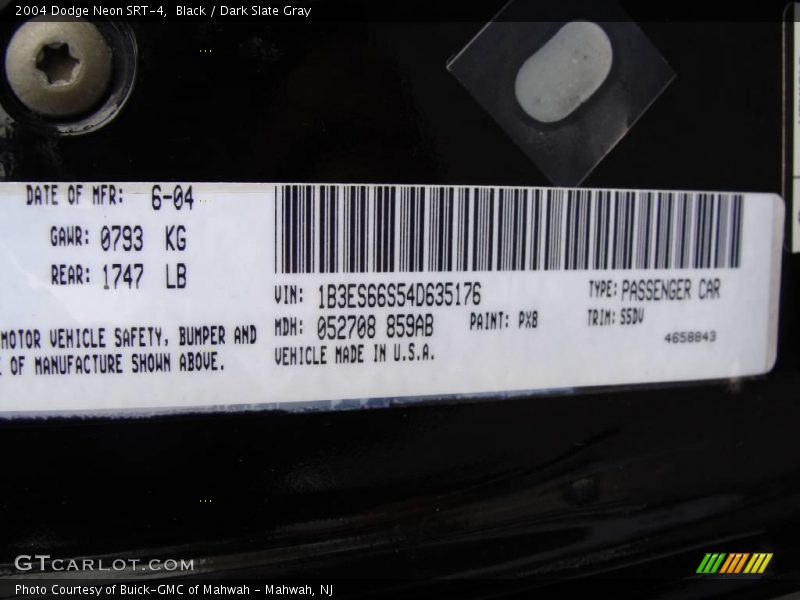 2004 Dodge Neon SRT-4,  Black / Dark Slate Gray
DATE OF MFR: 6-04
GAWR: 0793 KG
REAR: 1747 LB
MOTOR VEHICLE SAFETY, BUMPER AND
OF MANUFACTURE SHOWN ABOVE.
VIN: 1B3ES66S54D635176
TYPE: PASSENGER CAR
MDH: 052708 859AB
PAINT: PX8
TRIM: S5DV
VEHICLE MADE IN U.S.A.
4658843
GTCARLOT.COM
Photo Courtesy of Buick-GMC of Mahwah - Mahwah, NJ